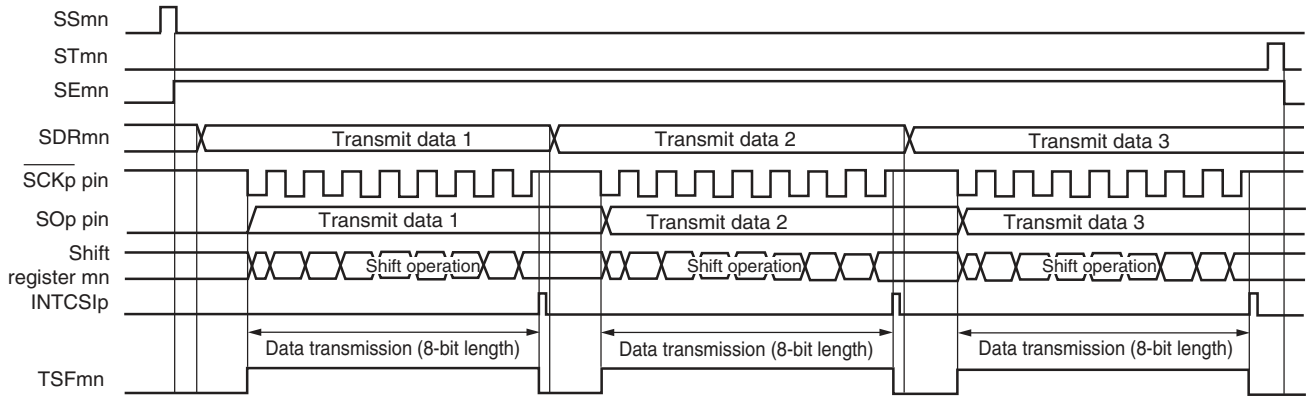 SSmn
STmn
SEmn
SDRmn Transmit data 1 Transmit data 2 Transmit data 3
SCKp pin
SOp pin Transmit data 1 Transmit data 2 Transmit data 3
Shift
register mn Shift operation Shift operation Shift operation
INTCSIp
Data transmission (8-bit length) Data transmission (8-bit length) Data transmission (8-bit length)
TSFmn